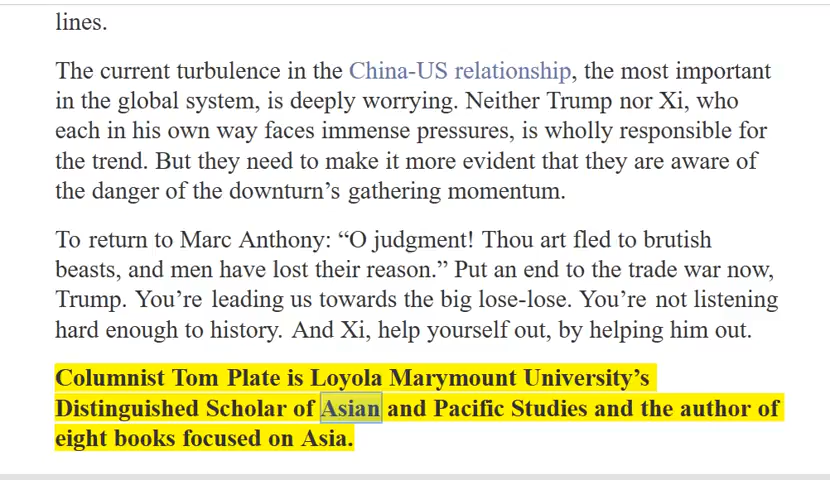 lines.
The current turbulence in the China-US relationship, the most important
in the global system, is deeply worrying. Neither Trump nor Xi, who
each in his own way faces immense pressures, is wholly responsible for
the trend. But they need to make it more evident that they are aware of
the danger of the downturn’s gathering momentum.
To return to Marc Anthony: “O judgment! Thou art fled to brutish
beasts, and men have lost their reason.” Put an end to the trade war now,
Trump. You’re leading us towards the big lose-lose. You’re not listening
hard enough to history. And Xi, help yourself out, by helping him out.
Columnist Tom Plate is Loyola Marymount University’s
Distinguished Scholar of Asian and Pacific Studies and the author of
eight books focused on Asia.